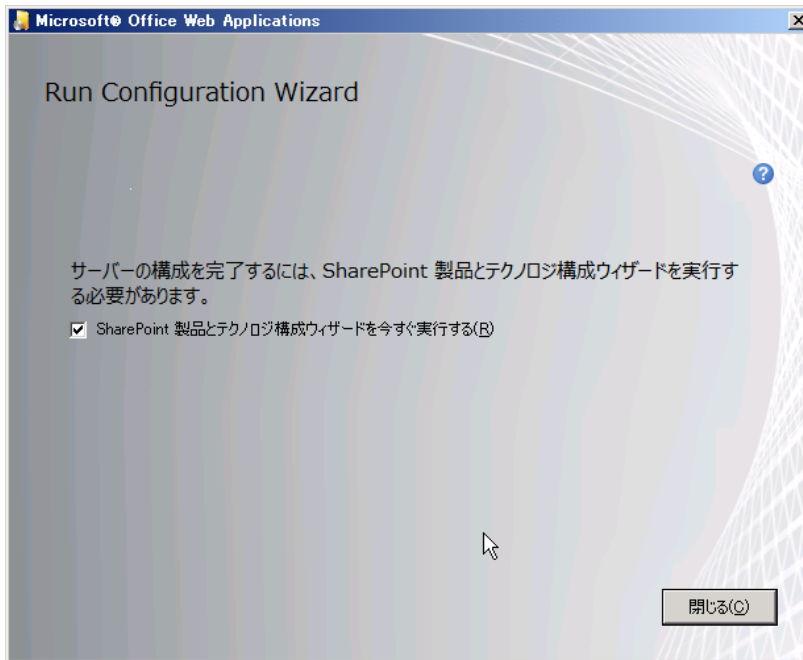 Microsoft® Office Web Applications
Run Configuration Wizard
?
サーバーの構成を完了するには、SharePoint 製品とテクノロジ構成ウィザードを実行す
る必要があります。
SharePoint 製品とテクノロジ構成ウィザードを今すぐ実行する(R)
閉じる(C)